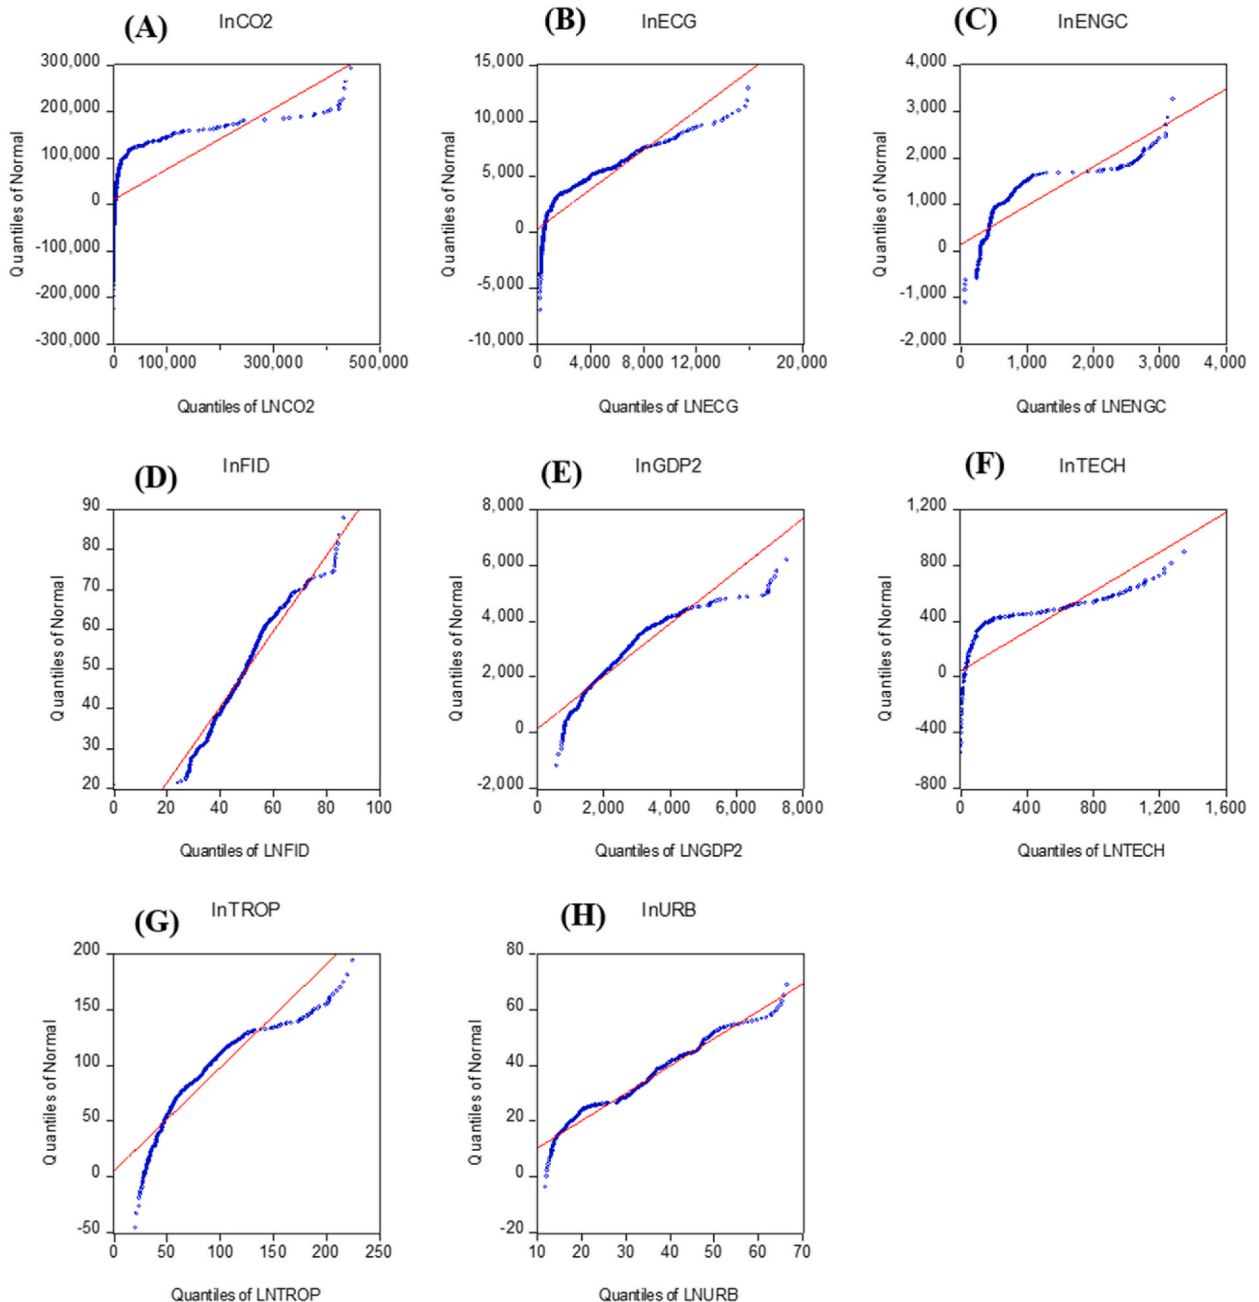 (A) lnCO2
300,000
200,000
100,000
0
-100,000
-200,000
-300,000
Quantiles of Normal
0 100,000 300,000 500,000
Quantiles of LNCO2
(B) lnECG
15,000
10,000
5,000
0
-5,000
-10,000
Quantiles of Normal
0 4,000 8,000 12,000 20,000
Quantiles of LNECG
(C) lnENGC
4,000
3,000
2,000
1,000
0
-1,000
-2,000
Quantiles of Normal
0 1,000 2,000 3,000 4,000
Quantiles of LNENGC
(D) lnFID
90
80
70
60
50
40
30
20
Quantiles of Normal
0 20 40 60 80 100
Quantiles of LNFID
(E) lnGDP2
8,000
6,000
4,000
2,000
0
-2,000
Quantiles of Normal
0 2,000 4,000 6,000 8,000
Quantiles of LNGDP2
(F) lnTECH
1,200
800
400
0
-400
-800
Quantiles of Normal
0 400 800 1,200 1,600
Quantiles of LNTECH
(G) lnTROP
200
150
100
50
0
-50
Quantiles of Normal
0 50 100 150 200 250
Quantiles of LNTROP
(H) lnURB
80
60
40
20
0
-20
Quantiles of Normal
10 20 30 40 50 60 70
Quantiles of LNURB